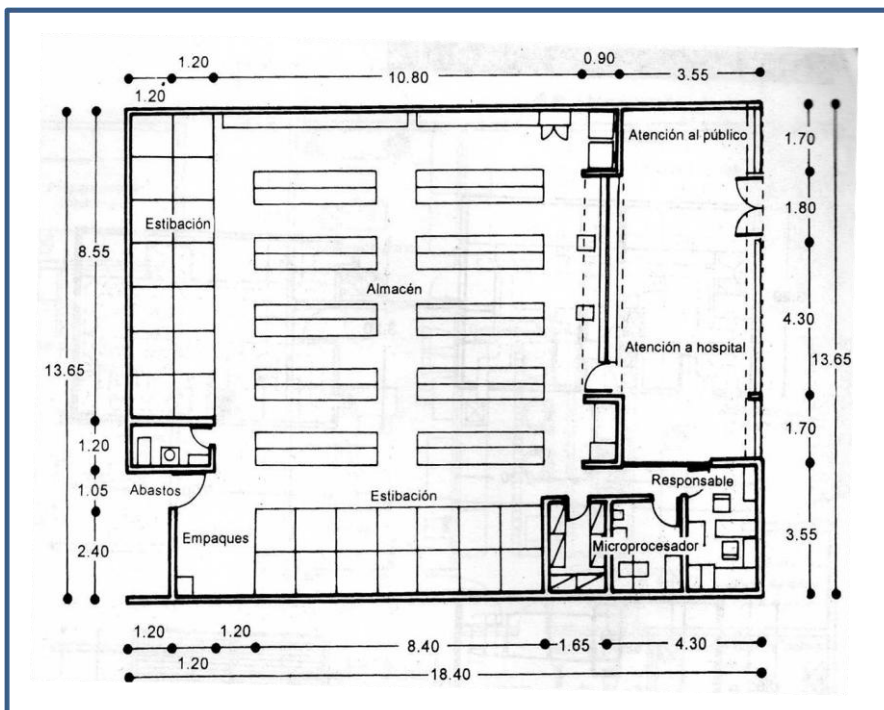 1.20
0.90
10.80
3.55
1.20
Atención al público
1.70
Estibación
1.80
8.55
Almacén
4.30
Atención a hospital
13.65
13.65
1.20
1.70
Responsable
Abastos
1.05
Estibación
Empaques
Microprocesador
3.55
2.40
1.20
1.20
8.40
1.65
4.30
1.20
18.40